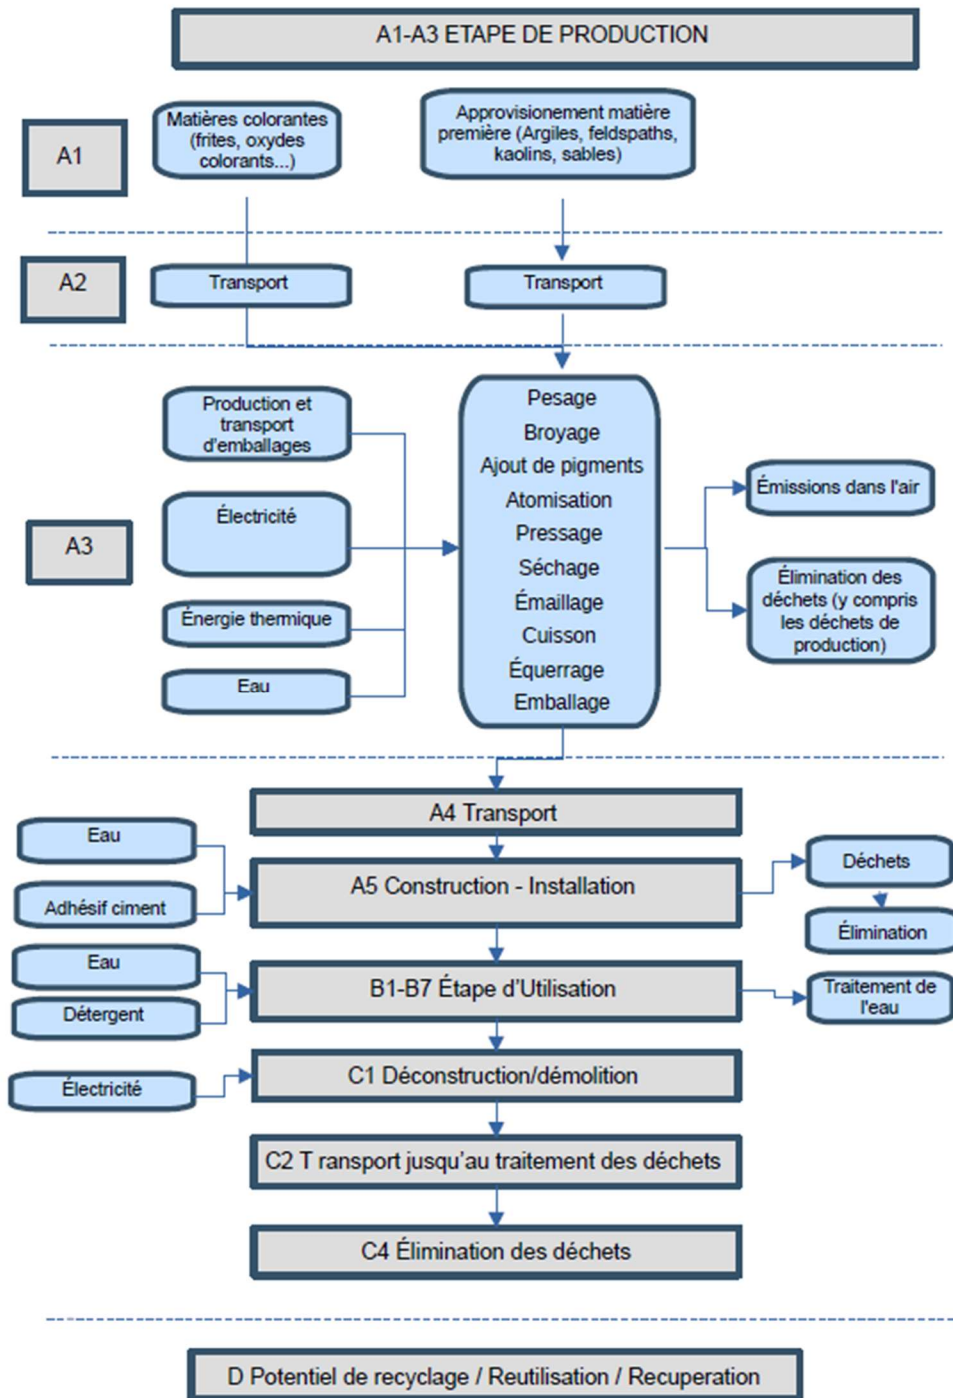 A1-A3 ETAPE DE PRODUCTION
A1
Matières colorantes
(frites, oxydes
colorants...)
Approvisionement matière
première (Argiles, feldspaths,
kaolins, sables)
A2
Transport
Transport
A3
Production et
transport
d'emballages
Électricité
Énergie thermique
Eau
Pesage
Broyage
Ajout de pigments
Atomisation
Pressage
Séchage
Émaillage
Cuisson
Équerrage
Emballage
Émissions dans l'air
Élimination des
déchets (y compris
les déchets de
production)
A4 Transport
Eau
Adhésif ciment
A5 Construction - Installation
Déchets
Élimination
Eau
Détergent
B1-B7 Étape d’Utilisation
Traitement de
l'eau
Électricité
C1 Déconstruction/démolition
C2 T ransport jusqu’au traitement des déchets
C4 Élimination des déchets
D Potentiel de recyclage / Reutilisation / Recuperation